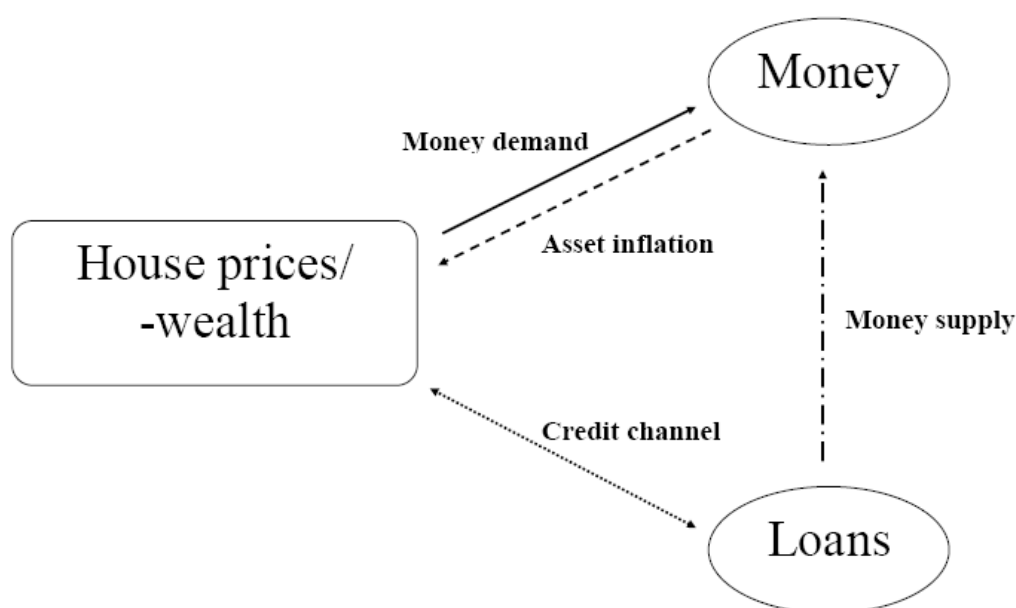 Money
Money demand
Asset inflation
House prices/
-wealth
Money supply
Credit channel
Loans